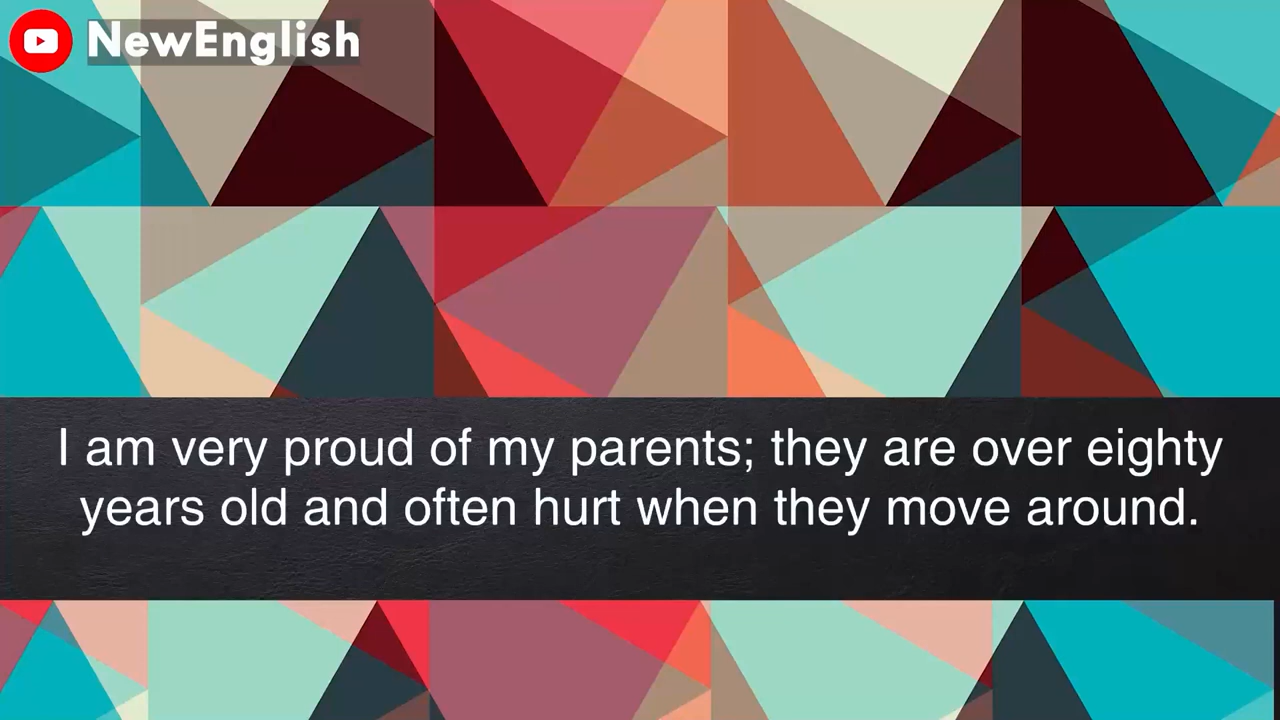 NewEnglish
I am very proud of my parents; they are over eighty
years old and often hurt when they move around.